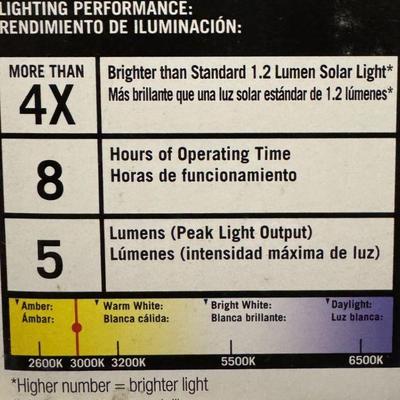 LIGHTING PERFORMANCE:
RENDIMIENTO DE ILUMINACIÓN:
MORE THAN
4X
Brighter than Standard 1.2 Lumen Solar Light*
Más brillante que una luz solar estándar de 1.2 lúmenes*
8
Hours of Operating Time
Horas de funcionamiento
5
Lumens (Peak Light Output)
Lúmenes (intensidad máxima de luz)
Amber: Warm White: Bright White: Daylight:
Ámbar: Blanca cálida: Blanca brillante: Luz blanca:
2600K 3000K 3200K 5500K 6500K
*Higher number = brighter light